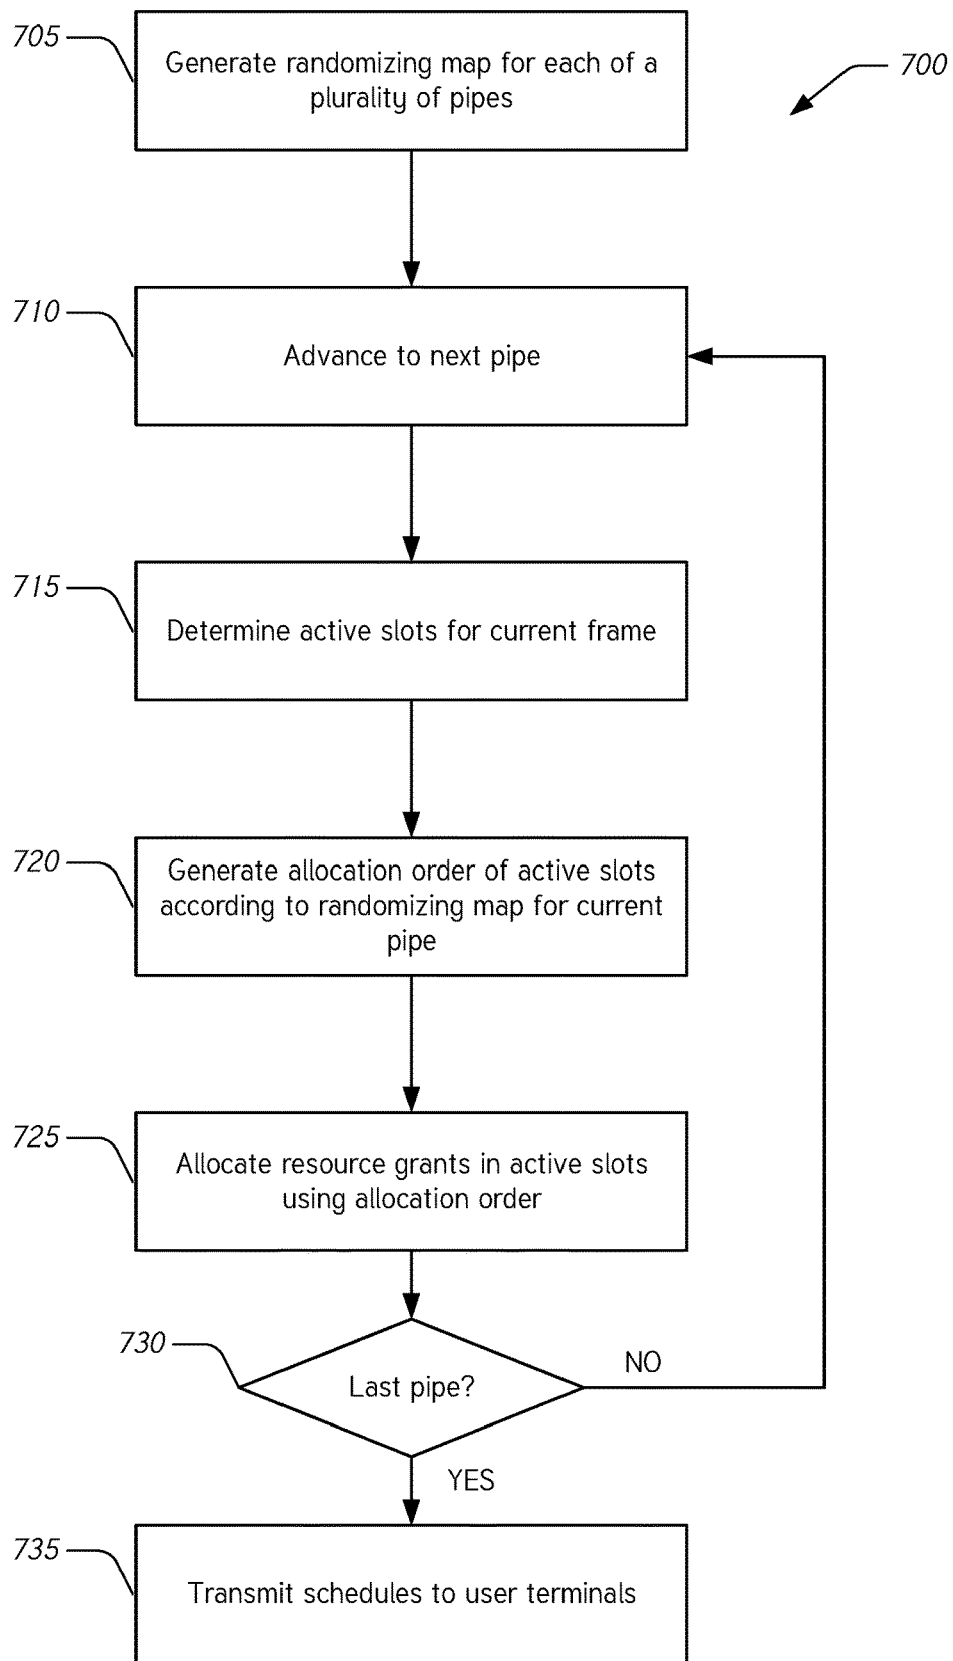 705
Generate randomizing map for each of a
plurality of pipes
700
710
Advance to next pipe
715
Determine active slots for current frame
720
Generate allocation order of active slots
according to randomizing map for current
pipe
725
Allocate resource grants in active slots
using allocation order
730
Last pipe?
NO
YES
735
Transmit schedules to user terminals